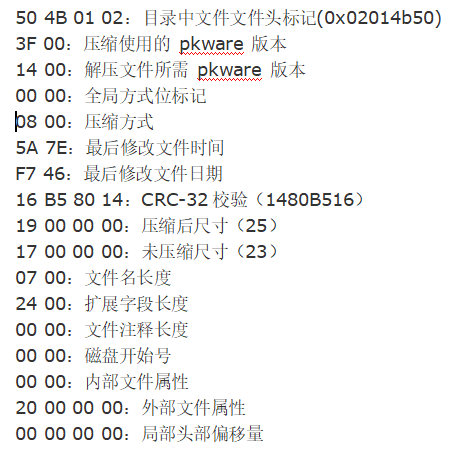 50 4B 01 02：目录中文件文件头标记(0x02014b50)
3F 00：压缩使用的 pkware 版本
14 00：解压文件所需 pkware 版本
00 00：全局方式位标记
08 00：压缩方式
5A 7E：最后修改文件时间
F7 46：最后修改文件日期
16 B5 80 14：CRC-32 校验（1480B516）
19 00 00 00：压缩后尺寸（25）
17 00 00 00：未压缩尺寸（23）
07 00：文件名长度
24 00：扩展字段长度
00 00：文件注释长度
00 00：磁盘开始号
00 00：内部文件属性
20 00 00 00：外部文件属性
00 00 00 00：局部头部偏移量